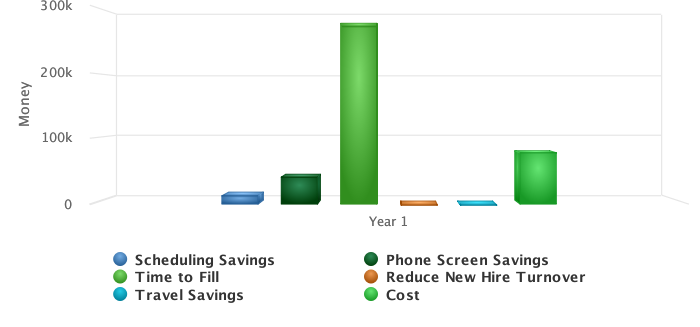 300k
200k
100k
0
Money
Year 1
Scheduling Savings
Phone Screen Savings
Time to Fill
Reduce New Hire Turnover
Travel Savings
Cost